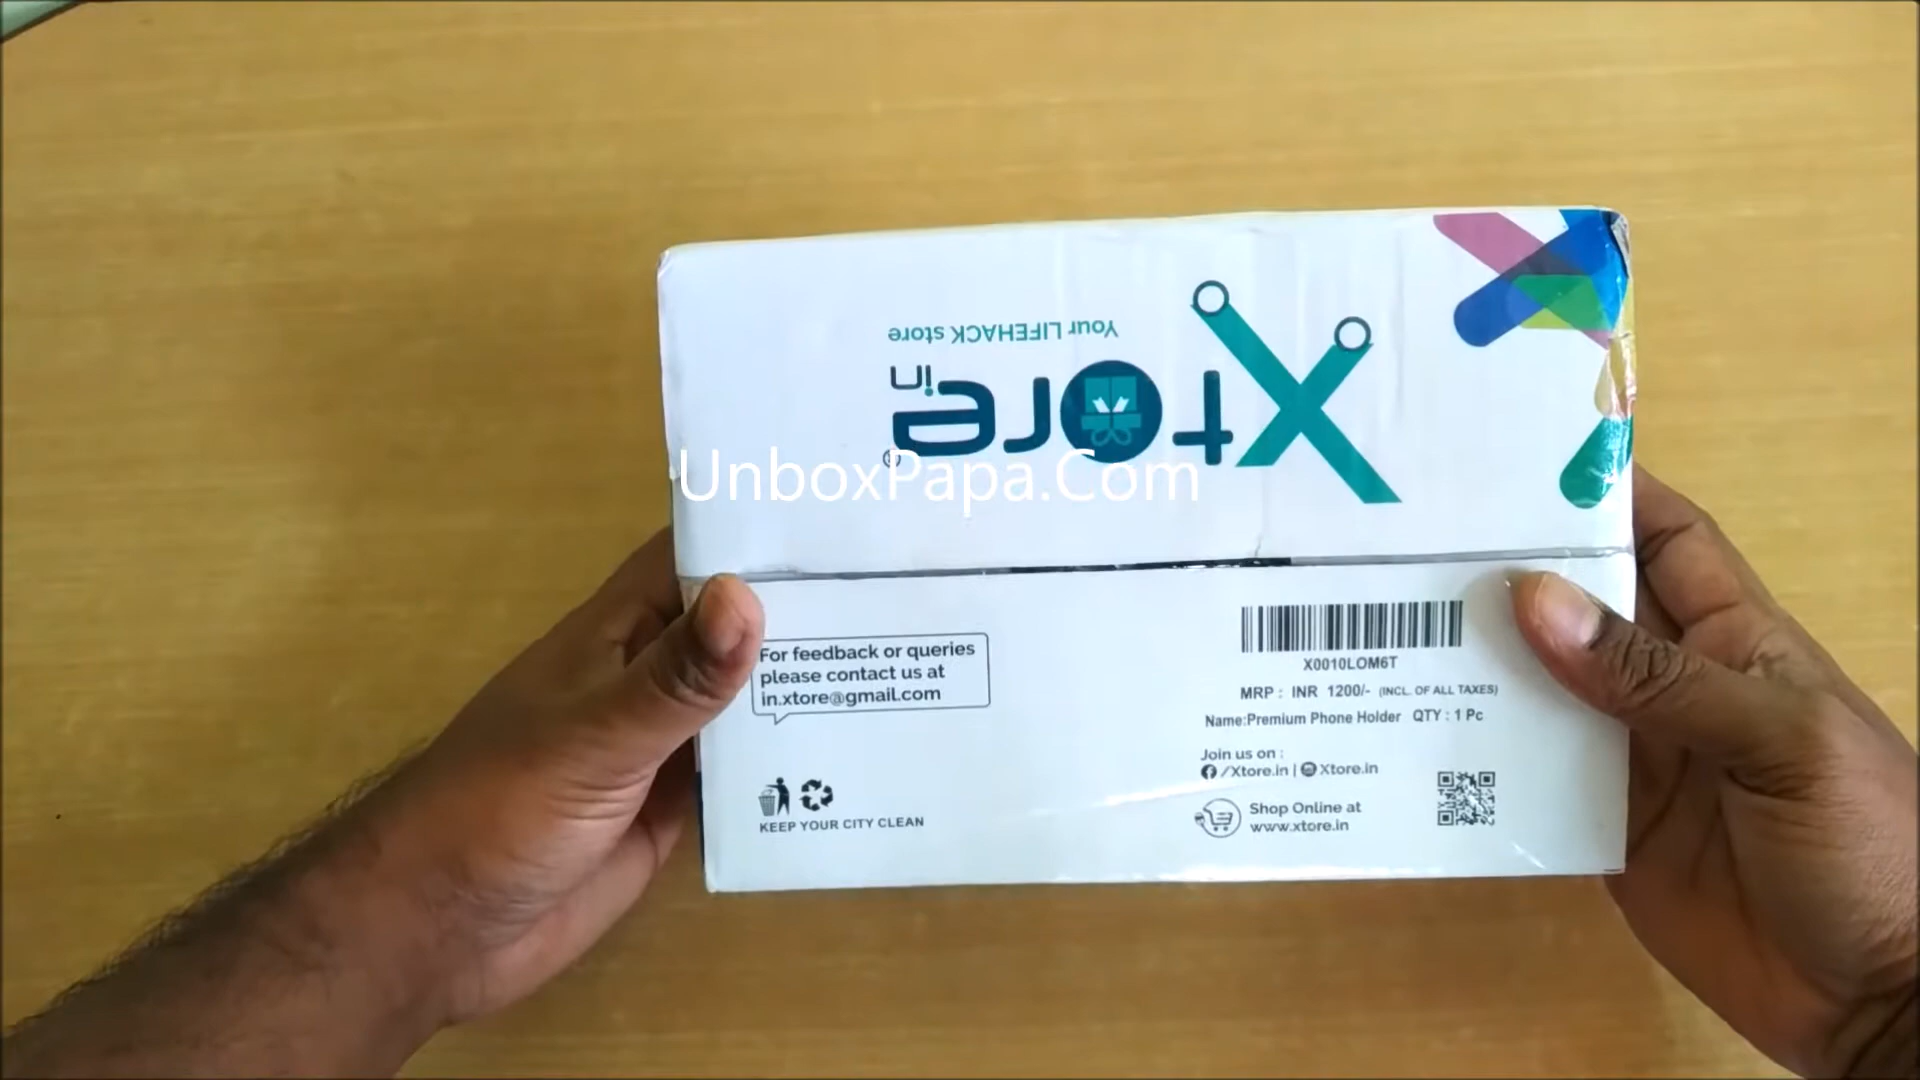 Your LIFEHACK store
Xtore
in
®
UnboxPapa.Com
For feedback or queries
please contact us at
in.xtore@gmail.com
KEEP YOUR CITY CLEAN
X0010LOM6T
MRP : INR 1200/- (INCL. OF ALL TAXES)
Name:Premium Phone Holder QTY : 1 Pc
Join us on :
/Xtore.in | Xtore.in
Shop Online at
www.xtore.in